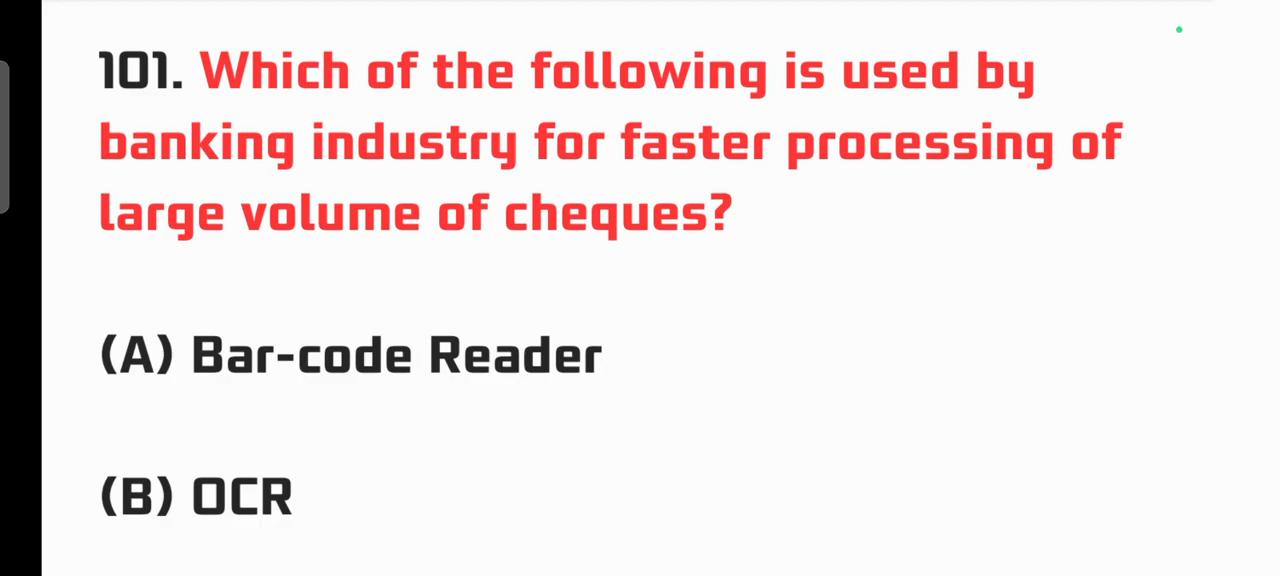 101. Which of the following is used by
banking industry for faster processing of
large volume of cheques?
(A) Bar-code Reader
(B) OCR